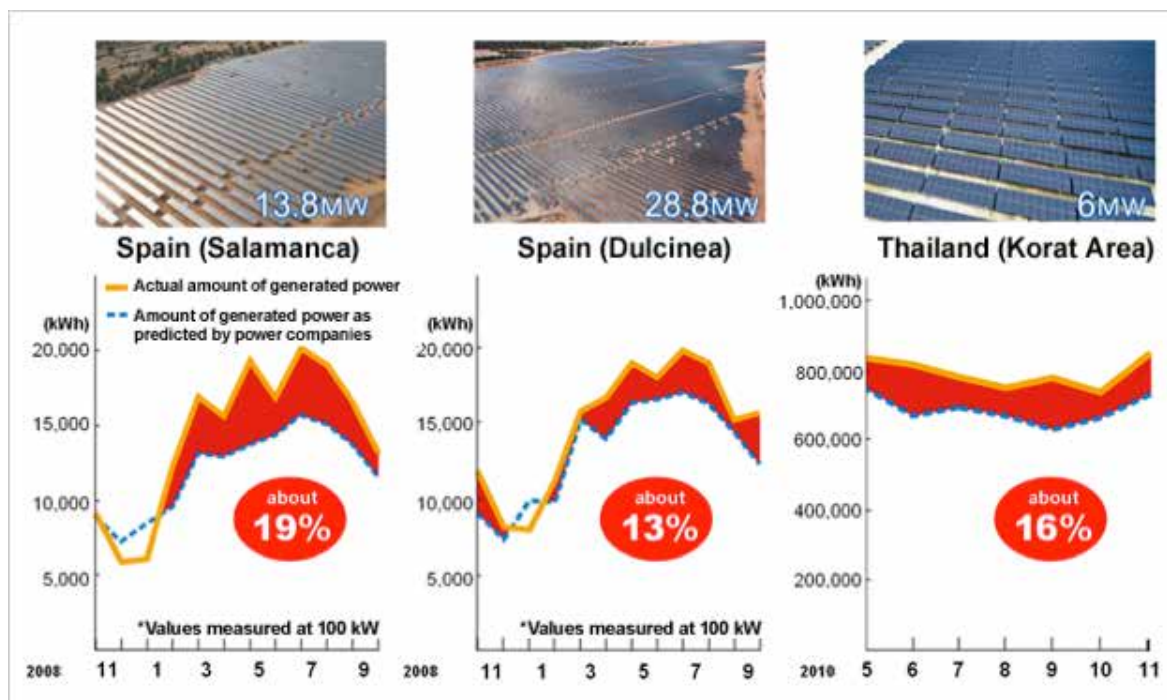 13.8MW
28.8MW
6MW
Spain (Salamanca)
Spain (Dulcinea)
Thailand (Korat Area)
Actual amount of generated power
Amount of generated power as
predicted by power companies
(kWh)
20,000
15,000
10,000
5,000
about
19%
*Values measured at 100 kW
2008 11 1 3 5 7 9
(kWh)
20,000
15,000
10,000
5,000
about
13%
*Values measured at 100 kW
2008 11 1 3 5 7 9
1,000,000
(kWh)
800,000
600,000
400,000
200,000
about
16%
2010 5 6 7 8 9 10 11